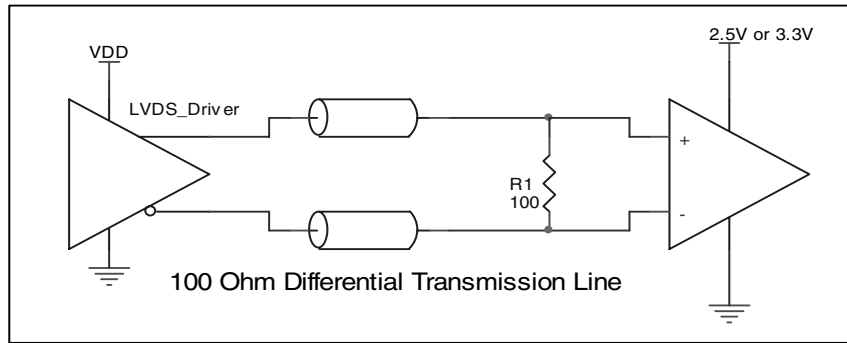 VDD
2.5V or 3.3V
LVDS_Driver
+
R1
100
-
100 Ohm Differential Transmission Line